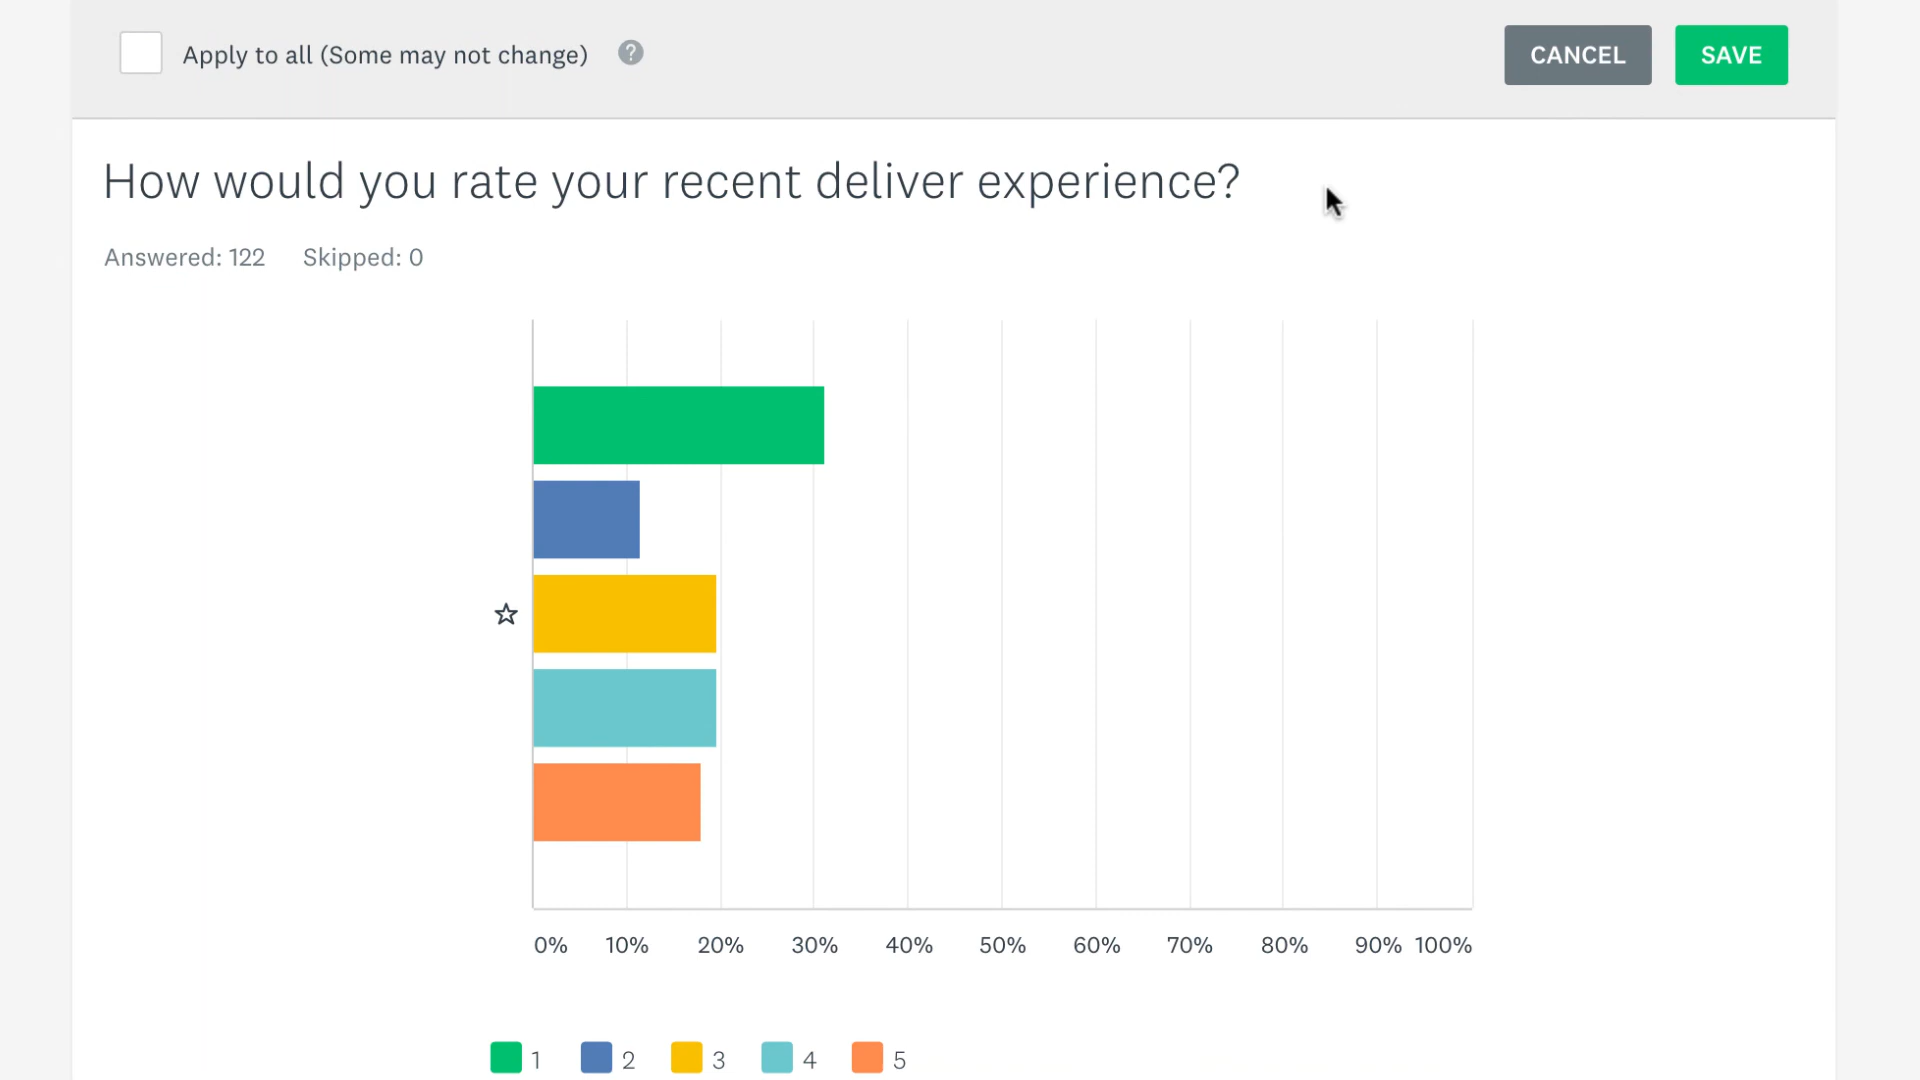 Apply to all (Some may not change) ?
CANCEL
SAVE
How would you rate your recent deliver experience?
Answered: 122 Skipped: 0
0% 10% 20% 30% 40% 50% 60% 70% 80% 90% 100%
1 2 3 4 5